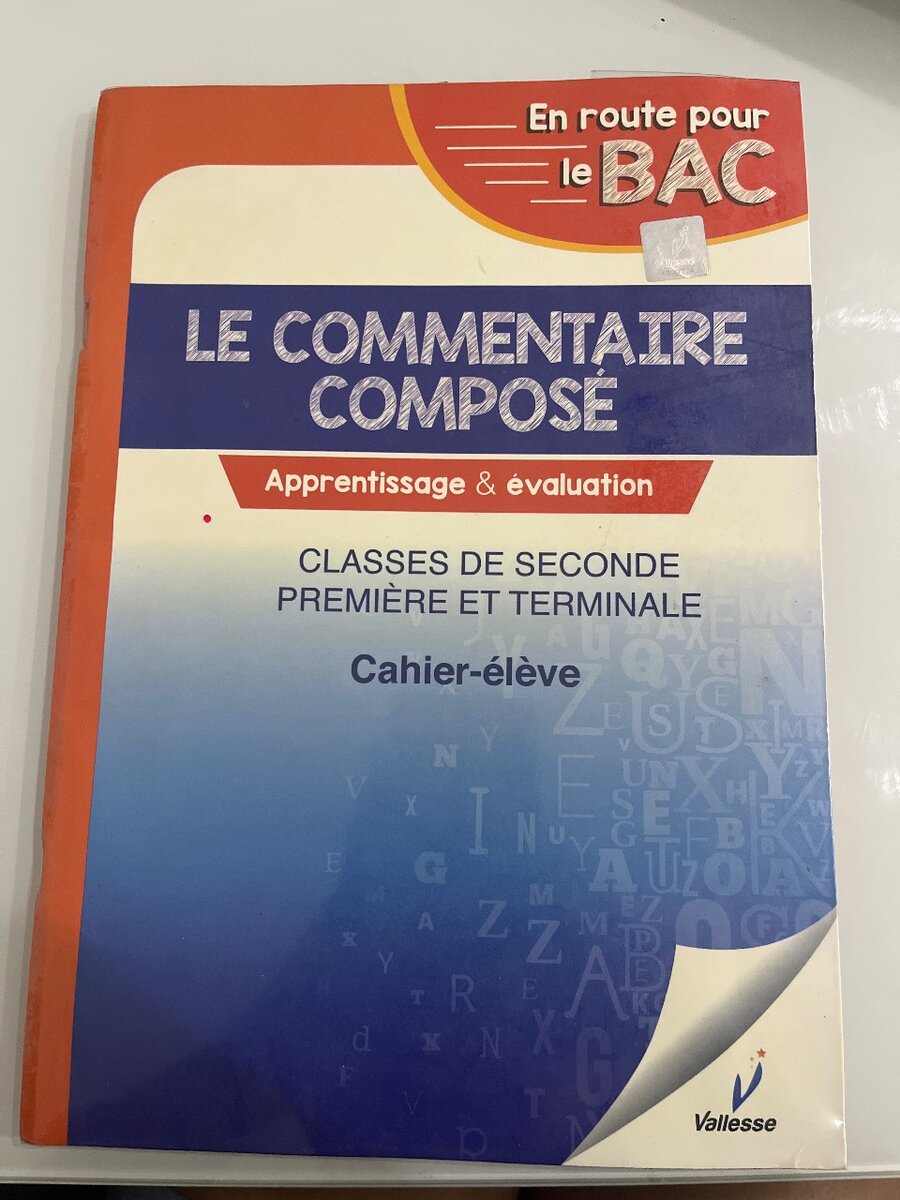 En route pour
le BAC
Vallesse
LE COMMENTAIRE
COMPOSÉ
Apprentissage & évaluation
CLASSES DE SECONDE
PREMIÈRE ET TERMINALE
Cahier-élève
Vallesse